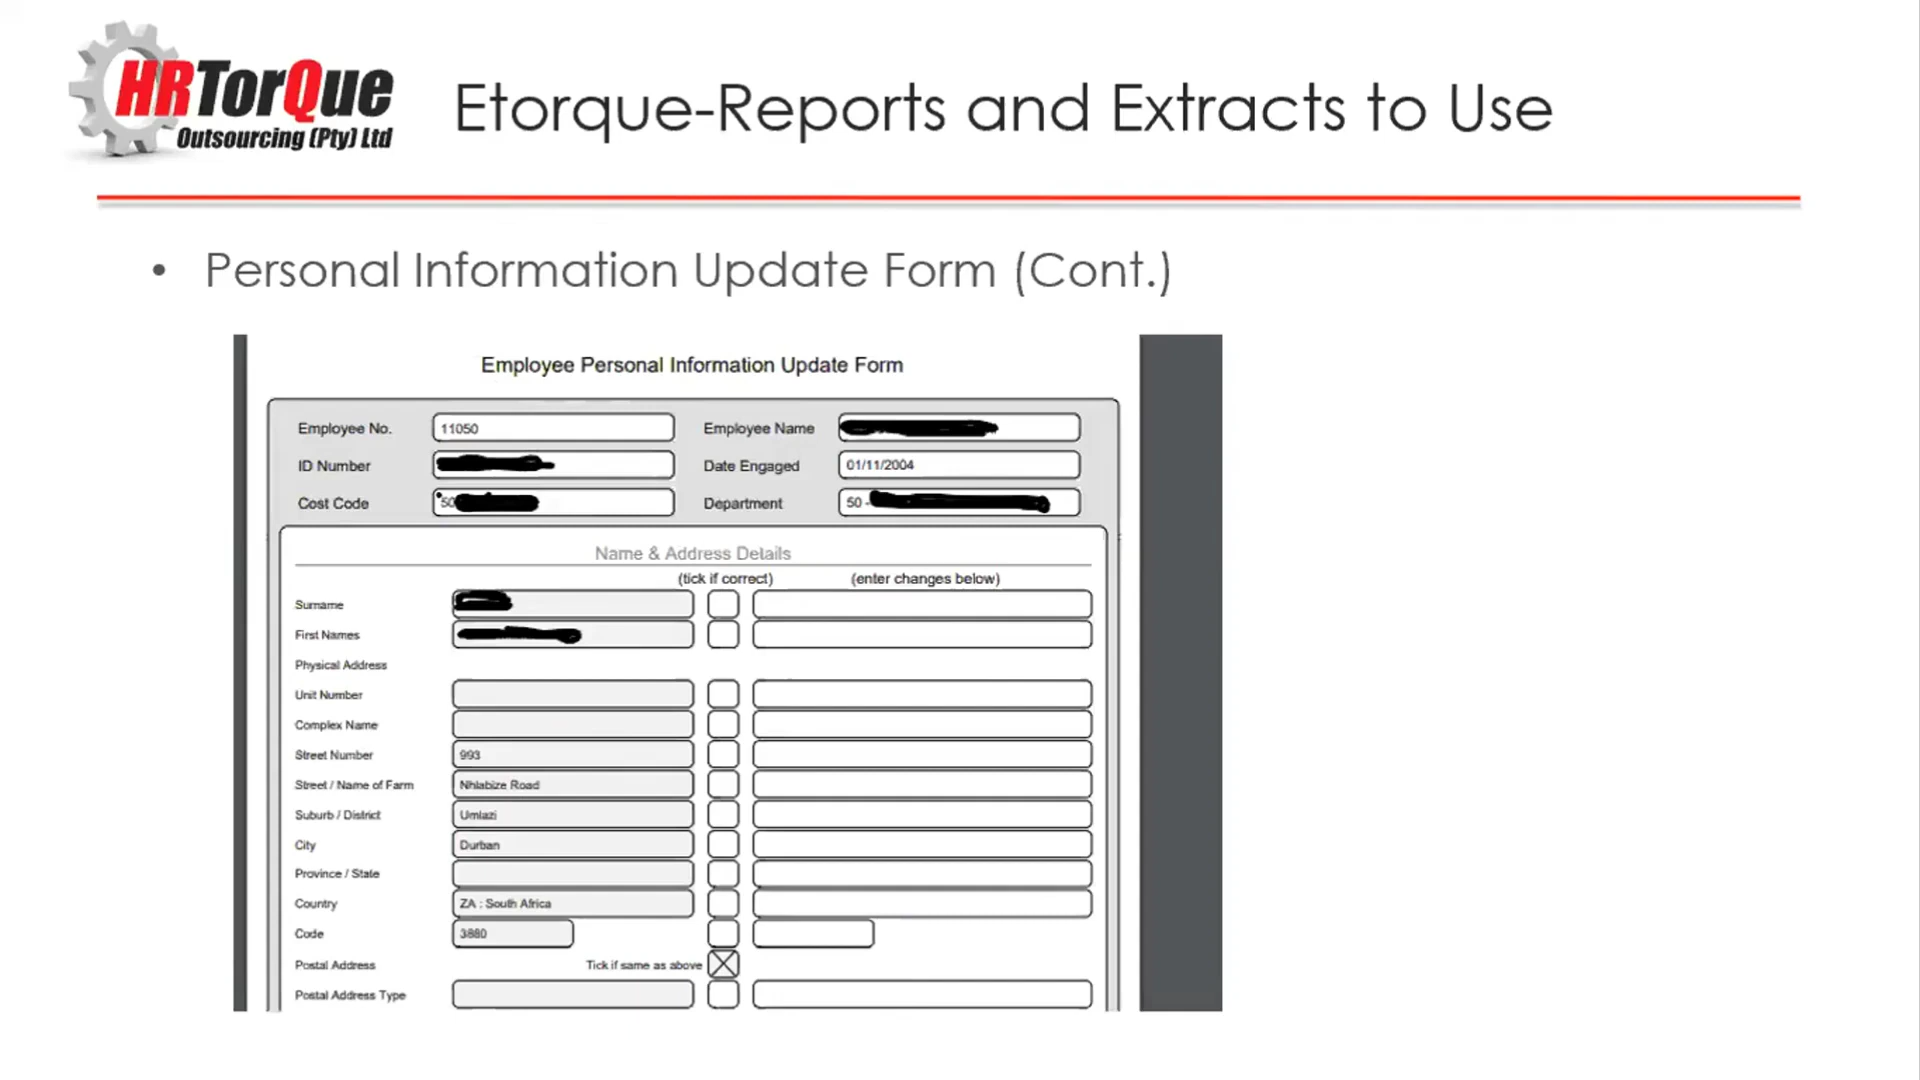 HRTorQue
Outsourcing (Pty) Ltd
Etorque-Reports and Extracts to Use
• Personal Information Update Form (Cont.)
Employee Personal Information Update Form
Employee No. 11050 Employee Name
ID Number Date Engaged 01/11/2004
Cost Code 50 Department 50 -
Name & Address Details
(tick if correct) (enter changes below)
Surname
First Names
Physical Address
Unit Number
Complex Name
Street Number 993
Street / Name of Farm Nhlabize Road
Suburb / District Umlazi
City Durban
Province / State
Country ZA : South Africa
Code 3880
Postal Address Tick if same as above
Postal Address Type